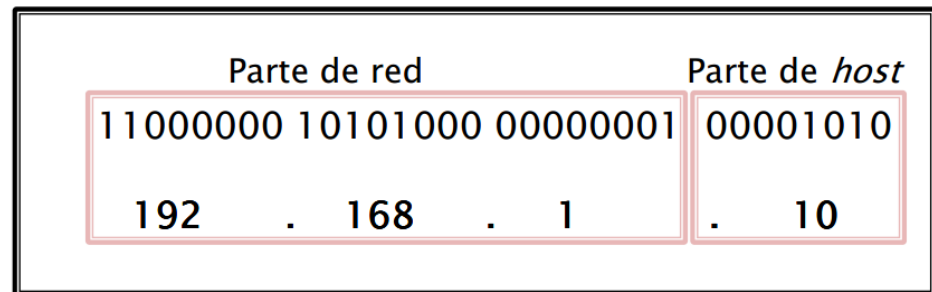 Parte de red Parte de host
11000000 10101000 00000001 00001010
192 . 168 . 1 . 10